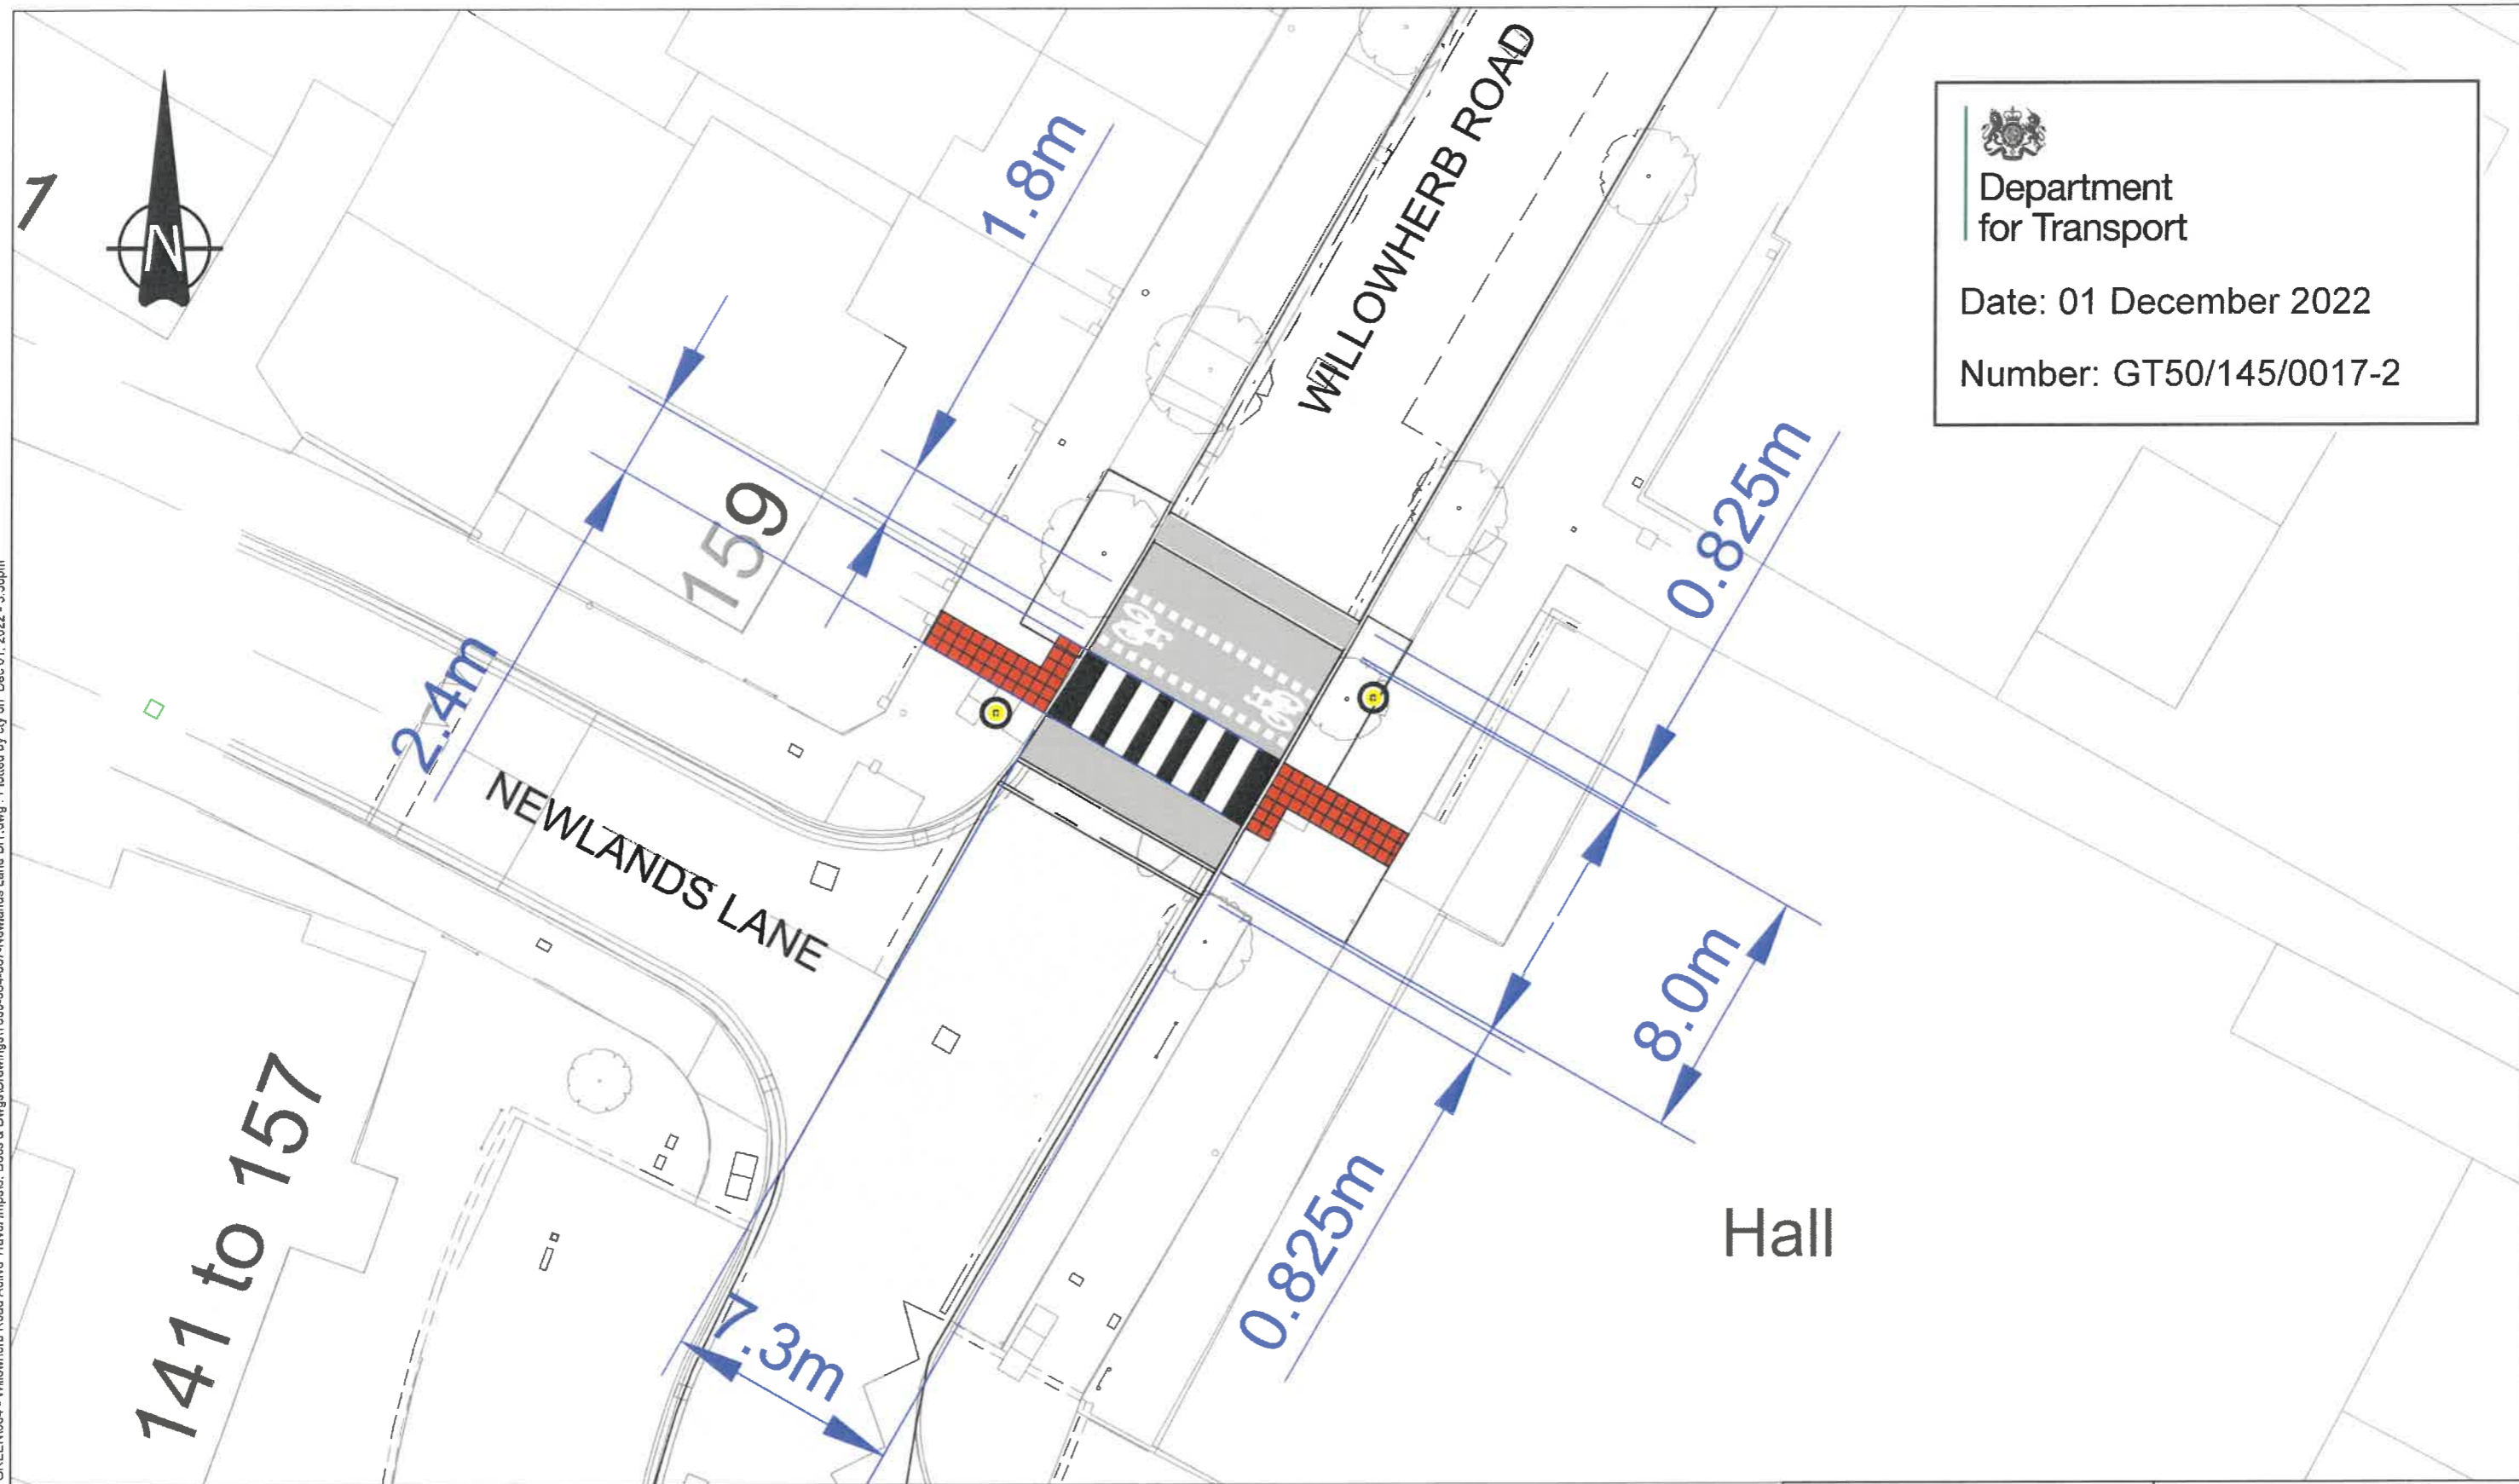 1
N
1.8m
WILLOWHERB ROAD
Department
for Transport
Date: 01 December 2022
Number: GT50/145/0017-2
0.825m
159
2.4m
NEWLANDS LANE
8.0m
141 to 157
0.825m
Hall
7.3m